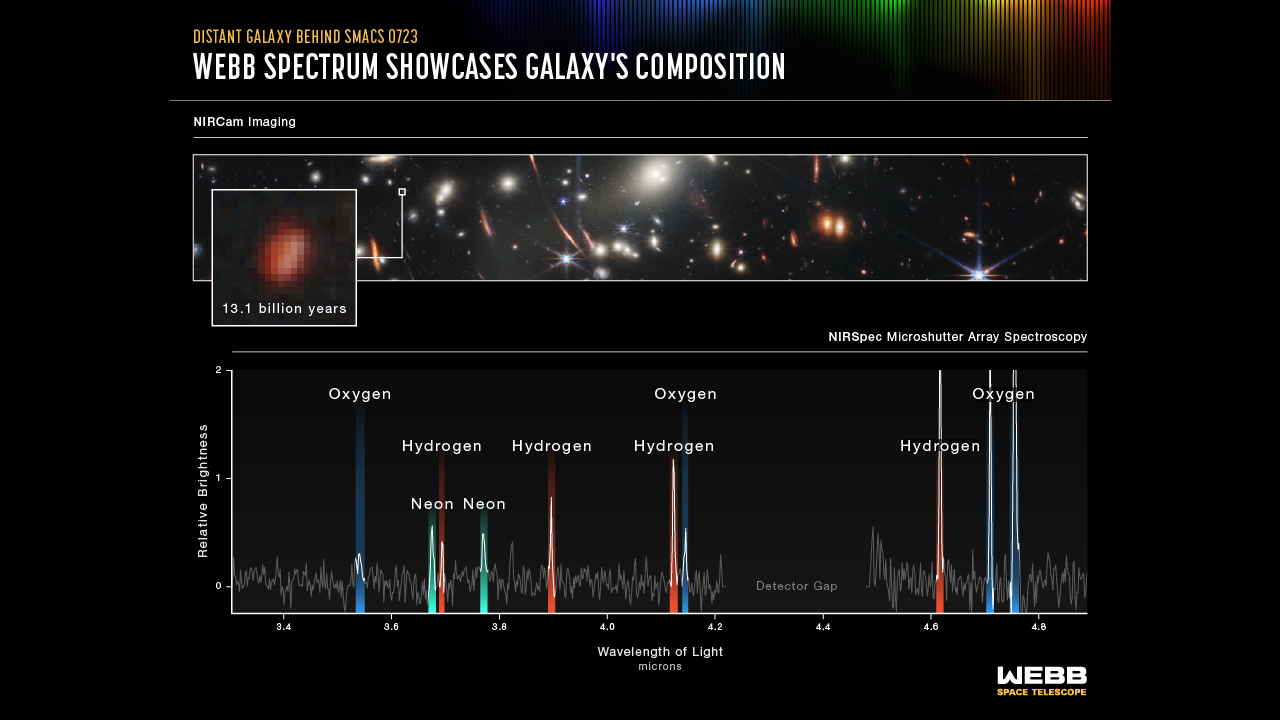 DISTANT GALAXY BEHIND SMACS 0723
WEBB SPECTRUM SHOWCASES GALAXY'S COMPOSITION
NIRCam Imaging
13.1 billion years
NIRSpec Microshutter Array Spectroscopy
2
Oxygen
Oxygen
Oxygen
Hydrogen
Hydrogen
Hydrogen
Hydrogen
1
Neon
Neon
Relative Brightness
0
Detector Gap
3.4
3.6
3.8
4.0
4.2
4.4
4.6
4.8
Wavelength of Light
microns
WEBB
SPACE TELESCOPE